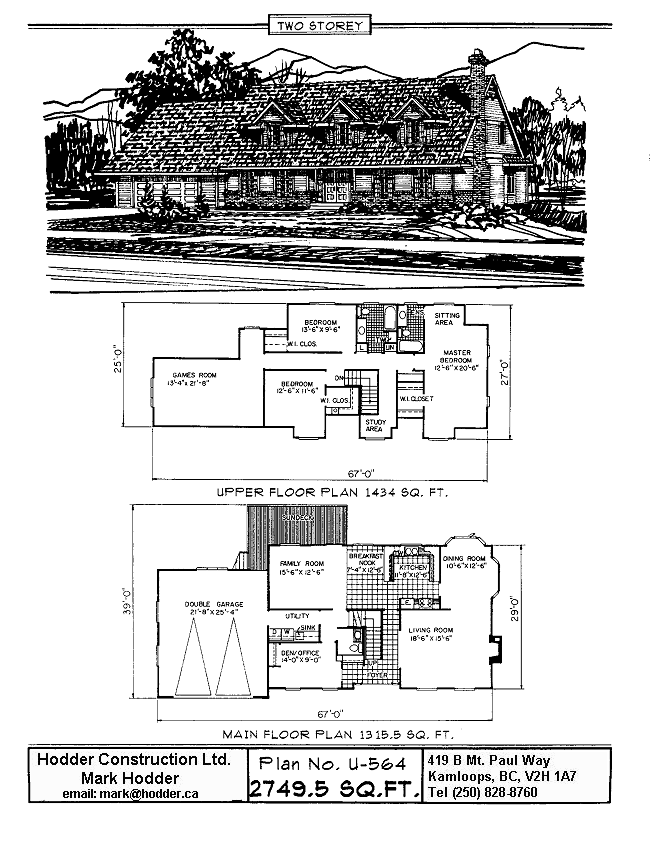 TWO STOREY
25'-0"
27'-0"
BEDROOM
13'-6" X 9'-6"
W.I. CLOS.
SITTING
AREA
GAMES ROOM
13'-4" X 21'-8"
MASTER
BEDROOM
12'-6" X 20'-6"
BEDROOM
12'-6" X 11'-6"
DN
W.I. CLOS.
W.I. CLOSET
STUDY
AREA
L
LIN
67'-0"
UPPER FLOOR PLAN 1434 SQ. FT.
SUNDECK
39'-0"
29'-0"
FAMILY ROOM
15'-6" X 12'-6"
BREAKFAST
NOOK
7'-4" X 12'-6"
KITCHEN
11'-8" X 12'-6"
DINING ROOM
10'-6" X 12'-6"
DOUBLE GARAGE
21'-8" X 25'-4"
UTILITY
D W SINK
LIVING ROOM
18'-6" X 15'-6"
DEN/OFFICE
14'-0" X 9'-0"
UP
FOYER
67'-0"
MAIN FLOOR PLAN 1315.5 SQ. FT.
Hodder Construction Ltd.
Mark Hodder
email: mark@hodder.ca
Plan No. U-564
2749.5 SQ.FT.
419 B Mt. Paul Way
Kamloops, BC, V2H 1A7
Tel (250) 828-8760